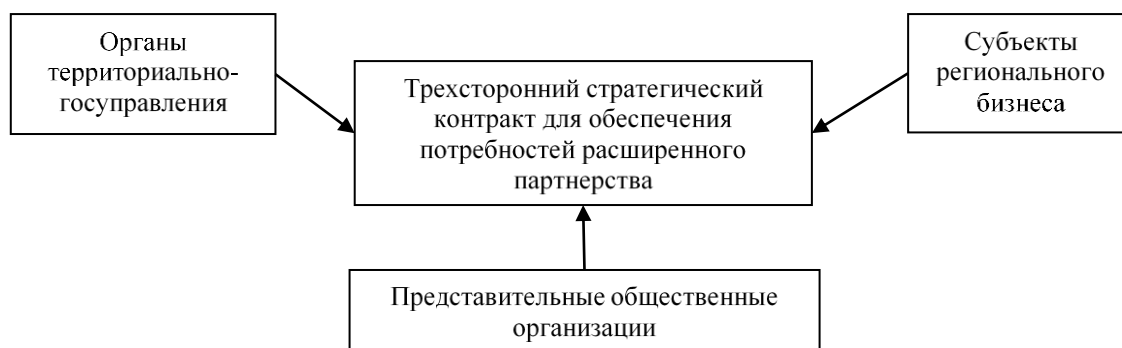 Органы
территориально-
госуправления
Трехсторонний стратегический
контракт для обеспечения
потребностей расширенного
партнерства
Субъекты
регионального
бизнеса
Представительные общественные
организации